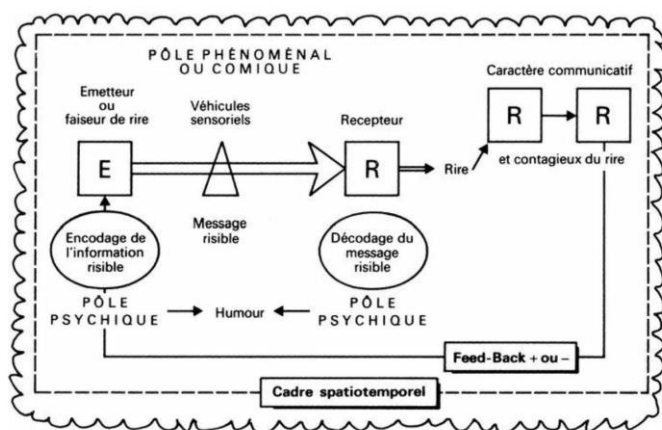 PÔLE PHÉNOMÉNAL
OU COMIQUE
Emetteur
ou
faiseur de rire
Véhicules
sensoriels
Recepteur
Caractère communicatif
R
R
et contagieux du rire
E
R
Rire
Message
risible
Encodage de
l'information
risible
Décodage du
message
risible
PÔLE
PSYCHIQUE
Humour
PÔLE
PSYCHIQUE
Feed-Back + ou –
Cadre spatiotemporel